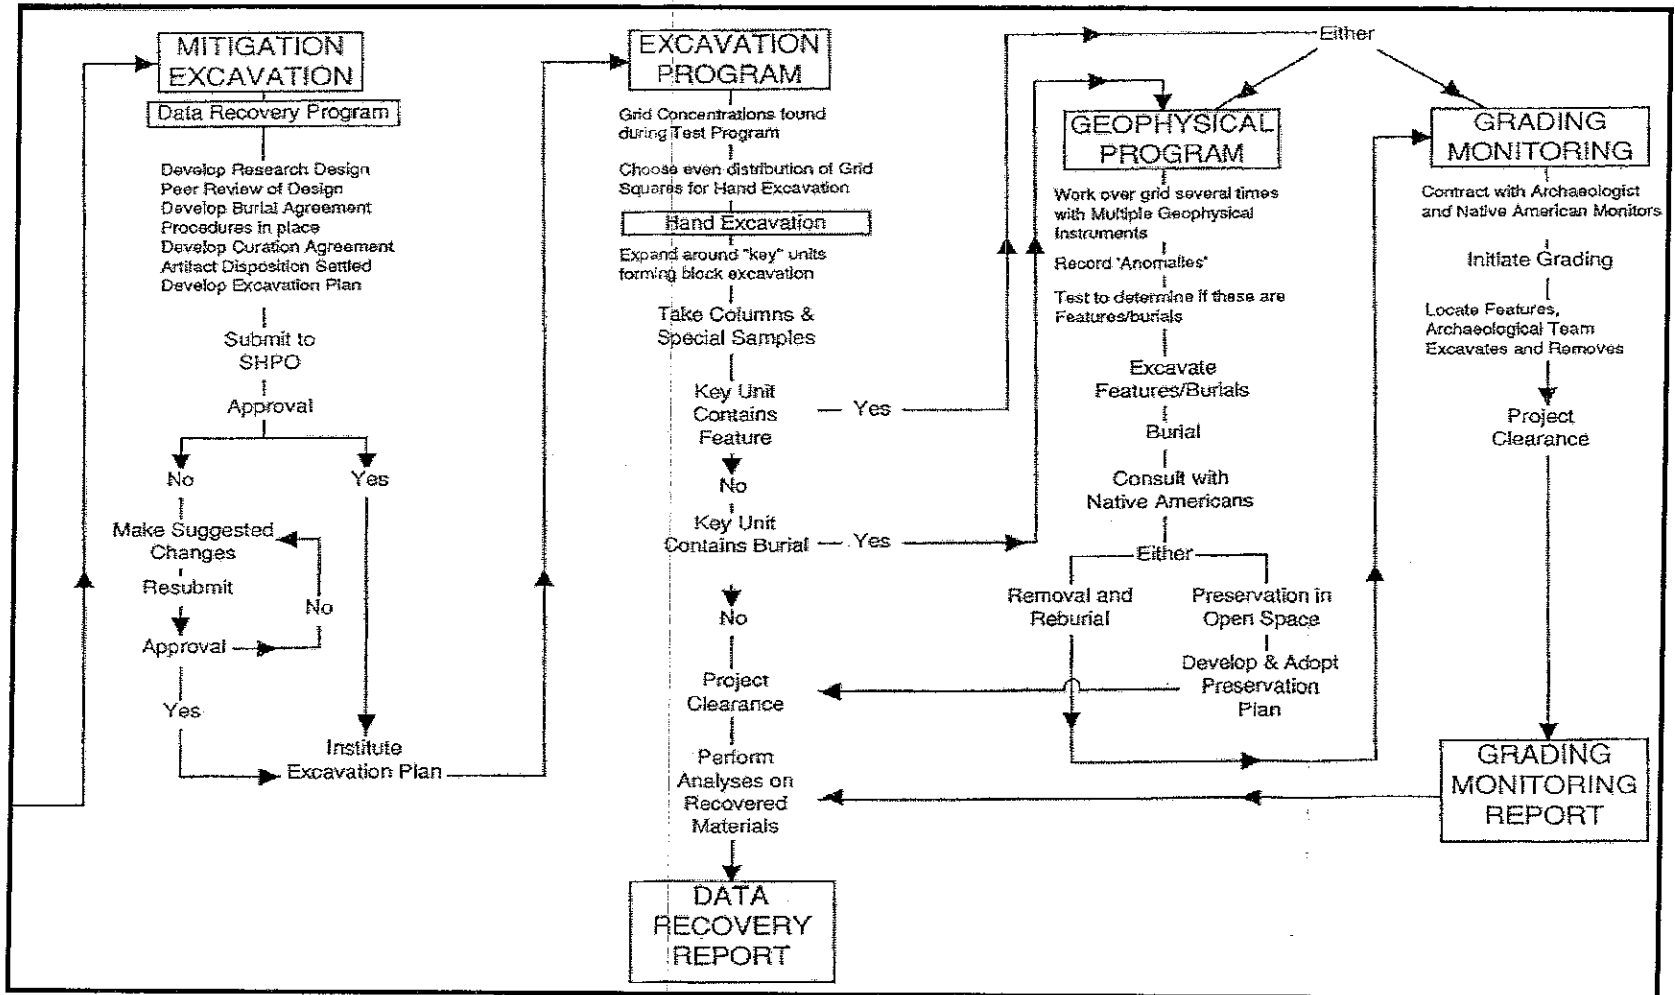 MITIGATION
EXCAVATION
Data Recovery Program
Develop Research Design
Peer Review of Design
Develop Burial Agreement
Procedures in place
Develop Curation Agreement
Artifact Disposition Settled
Develop Excavation Plan
Submit to
SHPO
Approval
No
Yes
Make Suggested
Changes
Resubmit
No
Approval
Yes
Institute
Excavation Plan
EXCAVATION
PROGRAM
Grid Concentrations found
during Test Program
Choose even distribution of Grid
Squares for Hand Excavation
Hand Excavation
Expand around "key" units
forming block excavation
Take Columns &
Special Samples
Key Unit
Contains
Feature
Yes
No
Key Unit
Contains Burial
Yes
No
Project
Clearance
Perform
Analyses on
Recovered
Materials
DATA
RECOVERY
REPORT
Either
GEOPHYSICAL
PROGRAM
Work over grid several times
with Multiple Geophysical
Instruments
Record "Anomalies"
Test to determine if these are
Features/burials
Excavate
Features/Burials
Burial
Consult with
Native Americans
Either
Removal and
Reburial
Preservation in
Open Space
Develop & Adopt
Preservation
Plan
GRADING
MONITORING
Contract with Archaeologist
and Native American Monitors
Initiate Grading
Locate Features,
Archaeological Team
Excavates and Removes
Project
Clearance
GRADING
MONITORING
REPORT